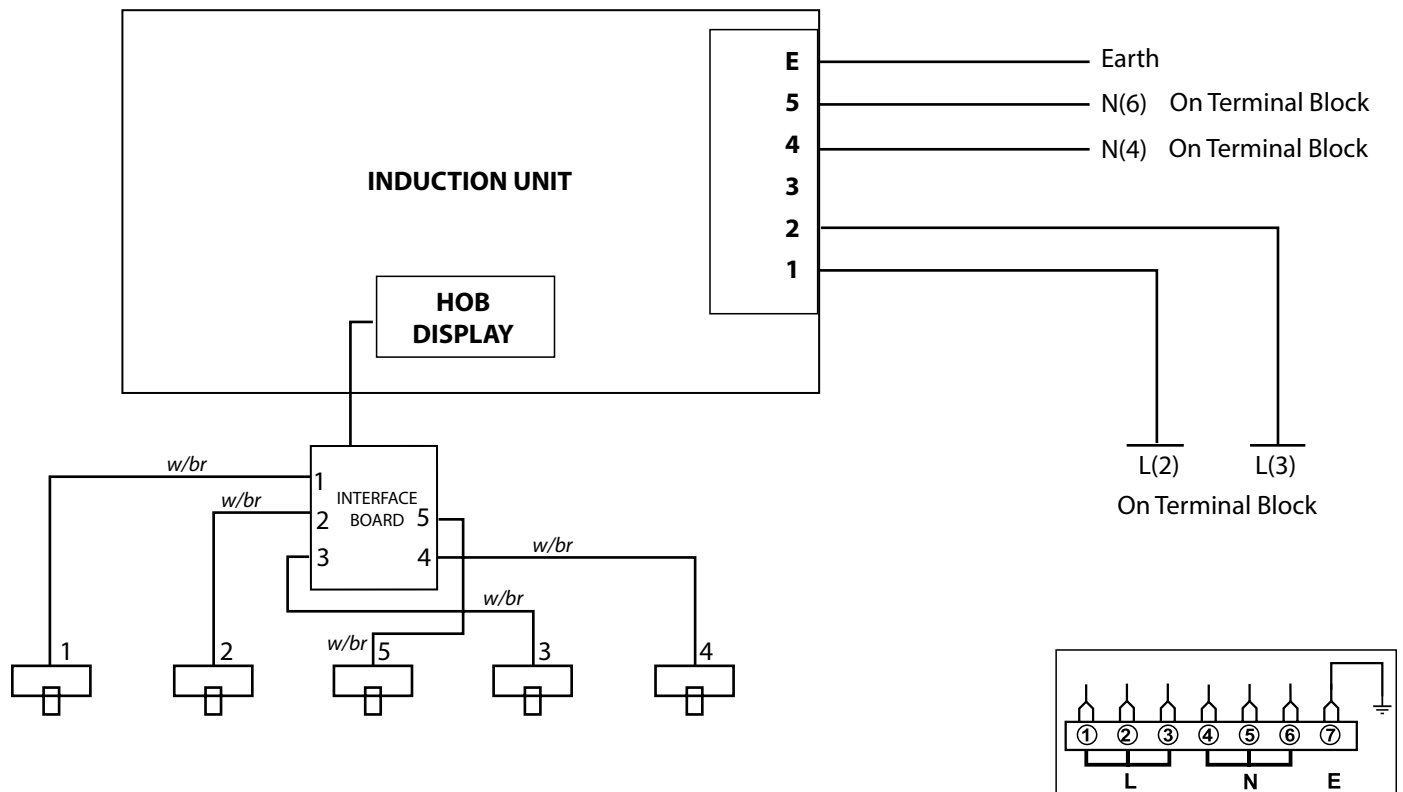 E
Earth
5
N(6) On Terminal Block
4
N(4) On Terminal Block
INDUCTION UNIT
3
2
1
HOB
DISPLAY
L(2)
L(3)
On Terminal Block
w/br
1
w/br
INTERFACE
BOARD
2
5
3
4
w/br
w/br
w/br
1
2
5
3
4
1
2
3
4
5
6
7
L
N
E